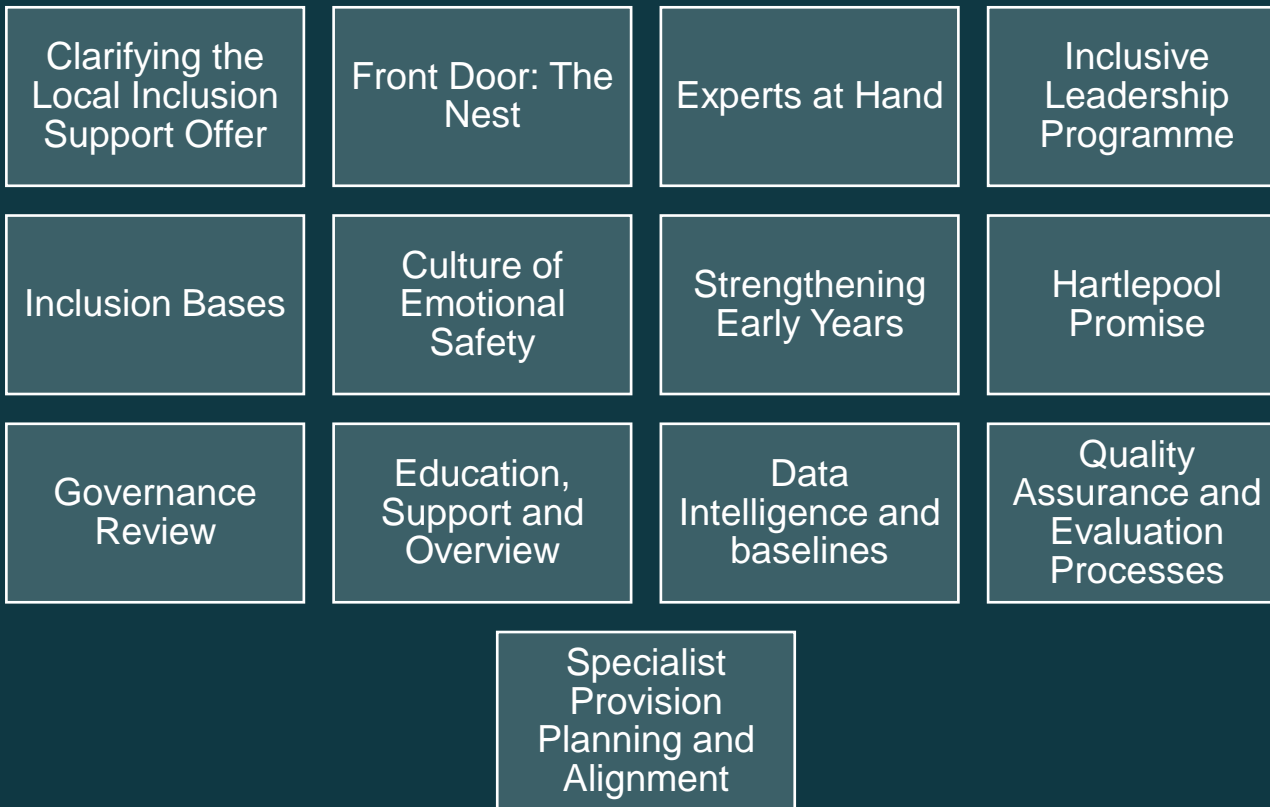 Clarifying the
Local Inclusion
Support Offer
Front Door: The
Nest
Experts at Hand
Inclusive
Leadership
Programme
Inclusion Bases
Culture of
Emotional
Safety
Strengthening
Early Years
Hartlepool
Promise
Governance
Review
Education,
Support and
Overview
Data
Intelligence and
baselines
Quality
Assurance and
Evaluation
Processes
Specialist
Provision
Planning and
Alignment